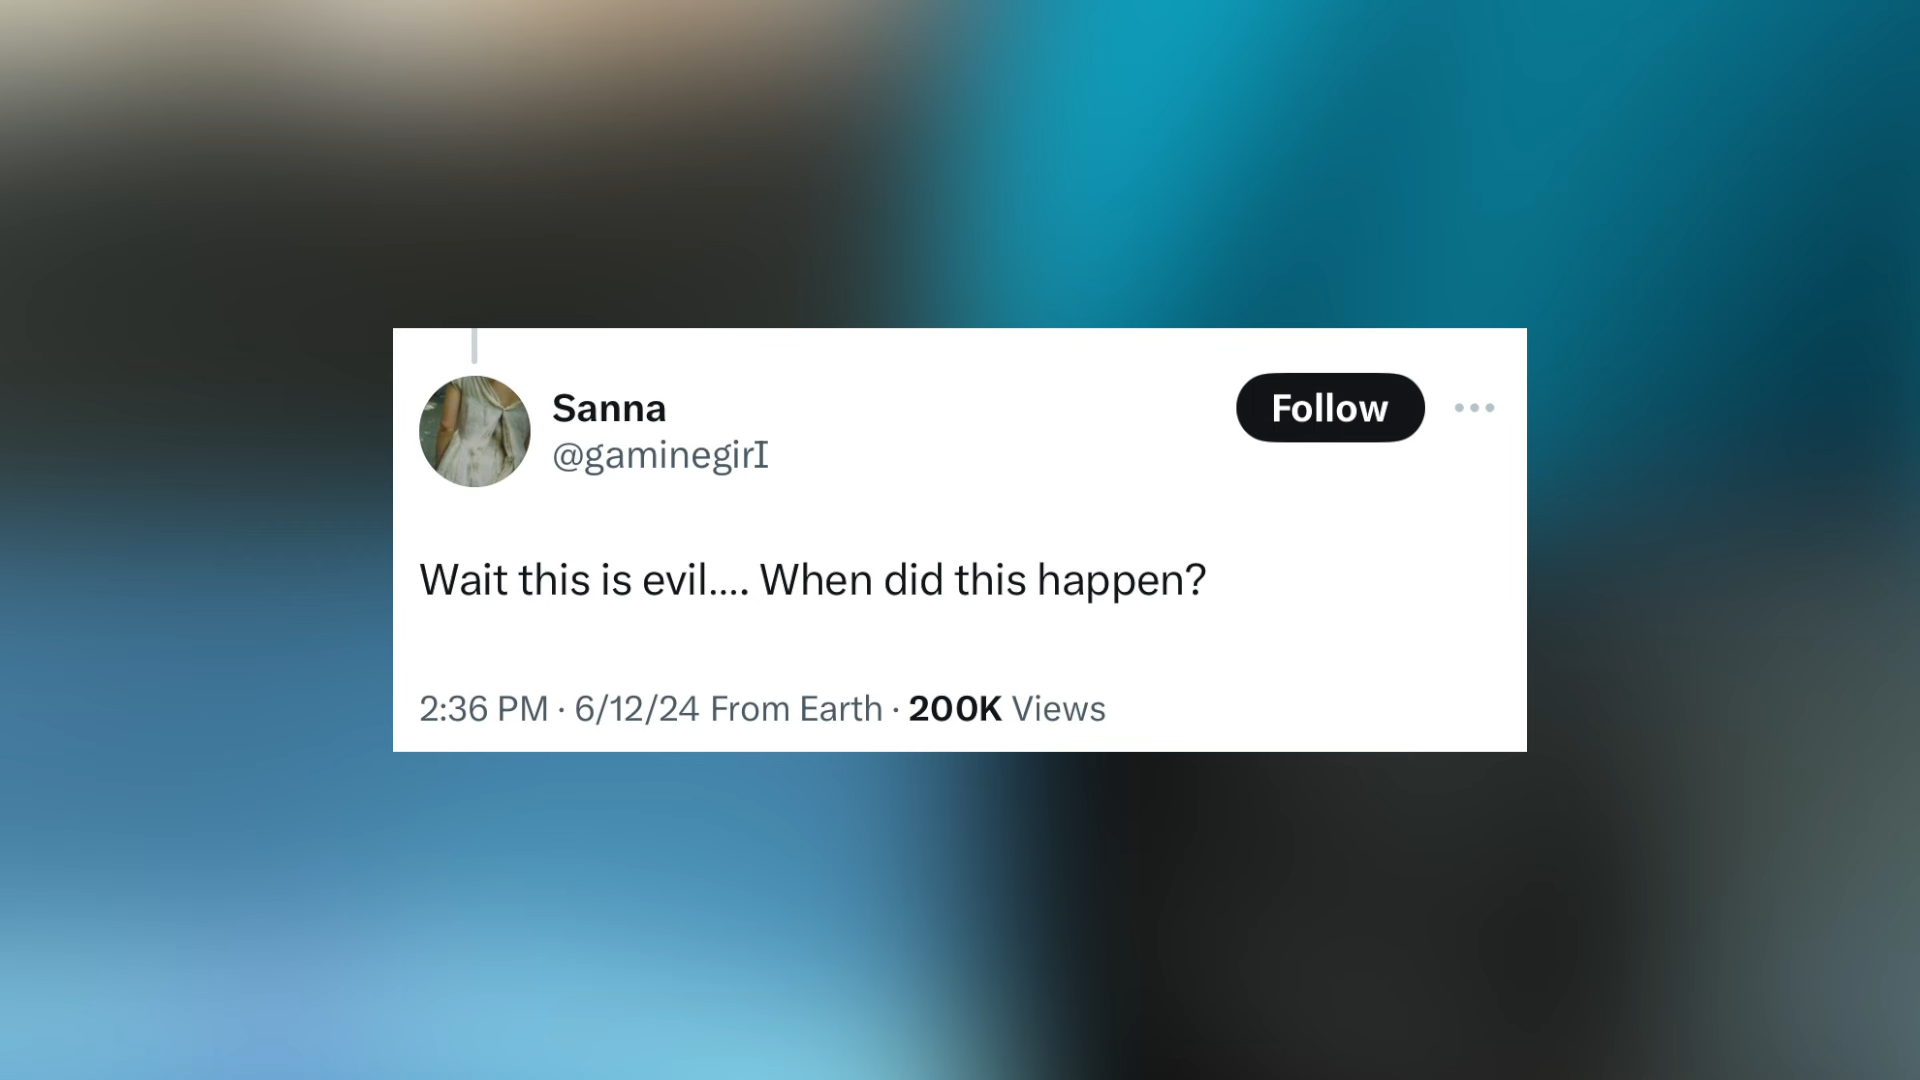 Sanna
@gaminegirI
Follow
Wait this is evil.... When did this happen?
2:36 PM · 6/12/24 From Earth · 200K Views